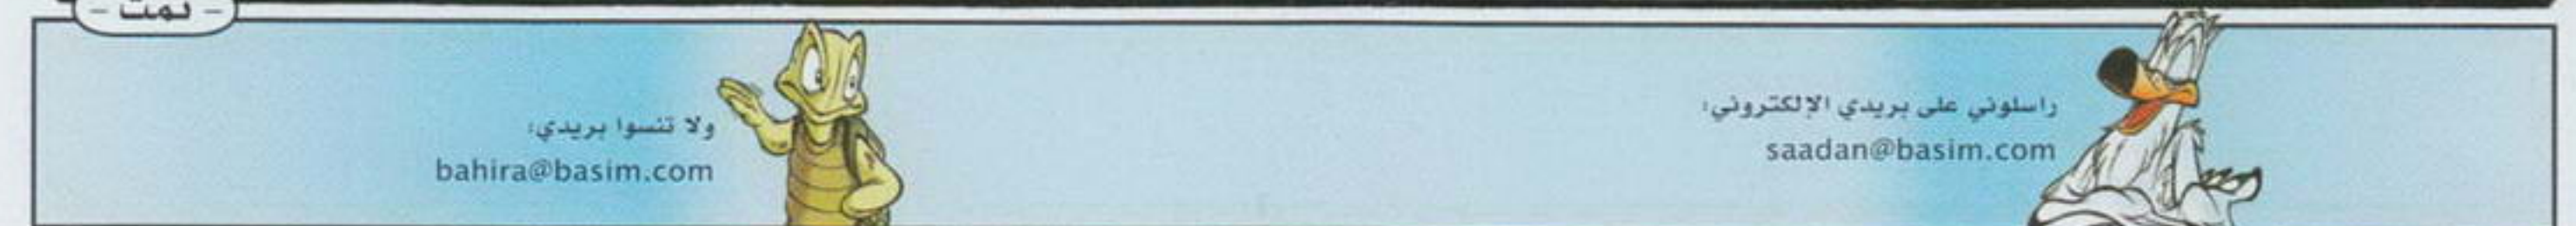 - تمت -
راسلوني على بريدي الإلكتروني:
saadan@basim.com
ولا تنسوا بريدي:
bahira@basim.com